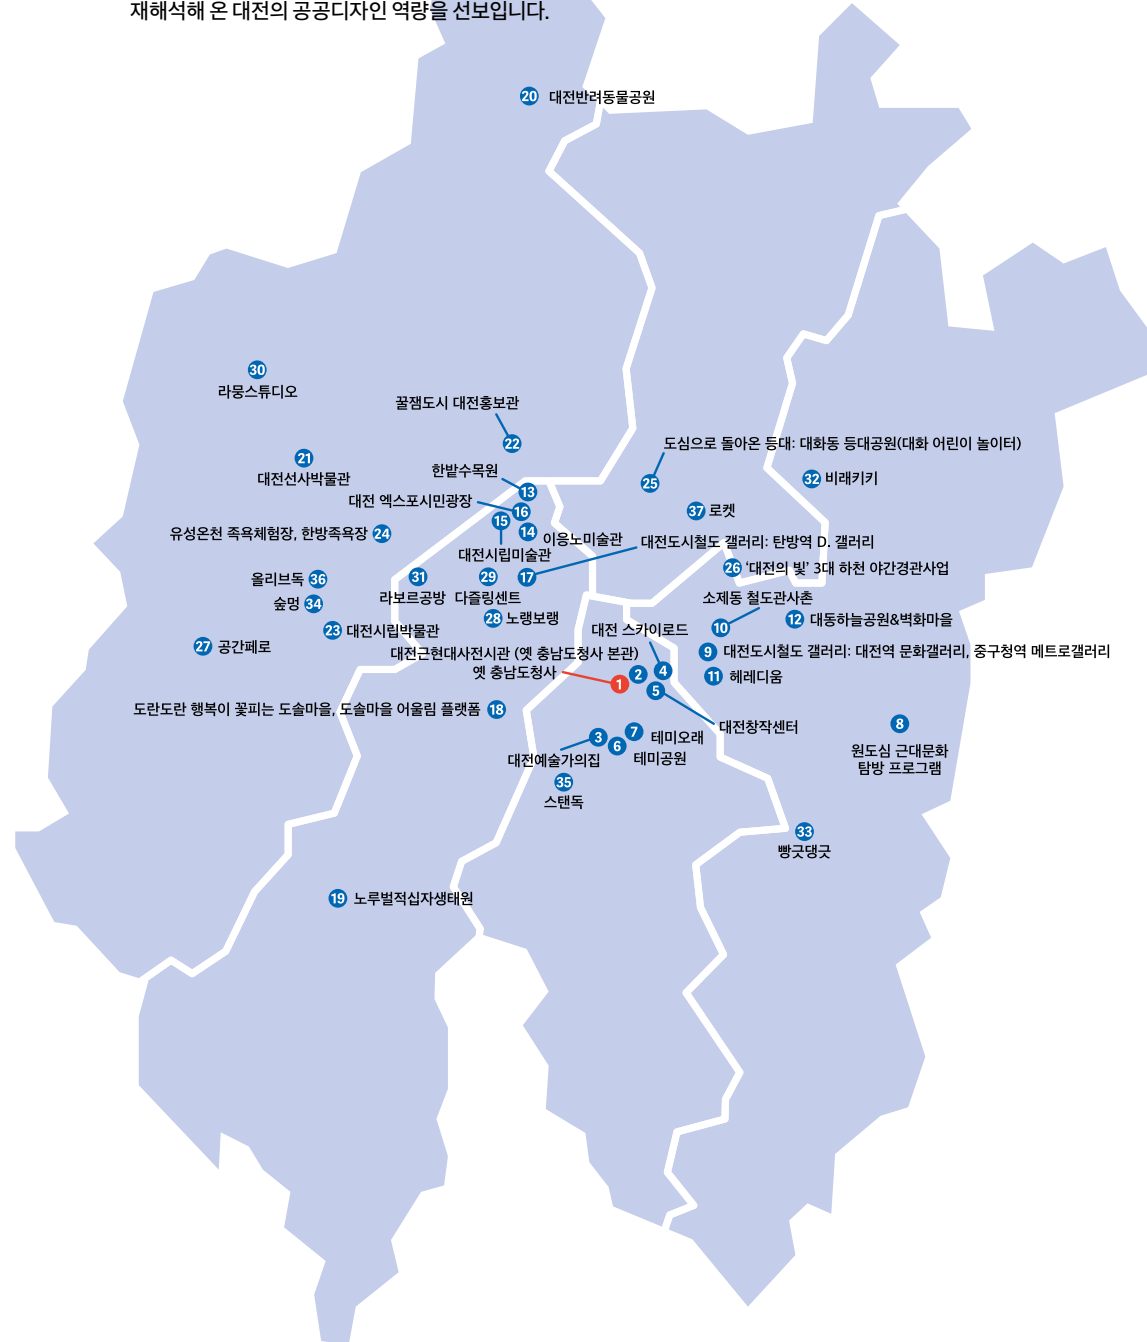 재해석해 온 대전의 공공디자인 역량을 선보입니다.
20 대전반려동물공원
30
라뭉스튜디오
꿀잼도시 대전홍보관
22
도심으로 돌아온 등대: 대화동 등대공원(대화 어린이 놀이터)
25
21
대전선사박물관
한밭수목원
13
32 비래키키
대전 엑스포시민광장
16
37 로켓
15
14
이응노미술관
유성온천 족욕체험장, 한방족욕장 24
대전도시철도 갤러리: 탄방역 D. 갤러리
대전시립미술관
26 ‘대전의 빛’ 3대 하천 야간경관사업
올리브독 36
31
라보르공방
29
다즐링센트
17
숲멍 34
소제동 철도관사촌
10
28 노랭보랭
12 대동하늘공원&벽화마을
23 대전시립박물관
대전 스카이로드
27 공간페로
대전근현대사전시관 (옛 충남도청사 본관)
9 대전도시철도 갤러리: 대전역 문화갤러리, 중구청역 메트로갤러리
옛 충남도청사
1
2
4
11 헤레디움
5
도란도란 행복이 꽃피는 도솔마을, 도솔마을 어울림 플랫폼 18
대전창작센터
8
원도심 근대문화
탐방 프로그램
3
7 테미오래
6
테미공원
대전예술가의집
35
스탠독
33
빵긋댕긋
19 노루벌적십자생태원